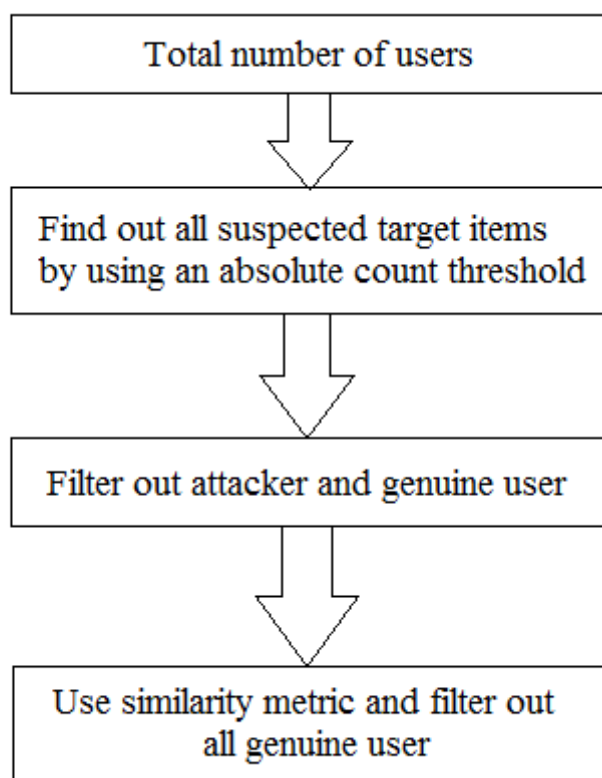 Total number of users
Find out all suspected target items
by using an absolute count threshold
Filter out attacker and genuine user
Use similarity metric and filter out
all genuine user